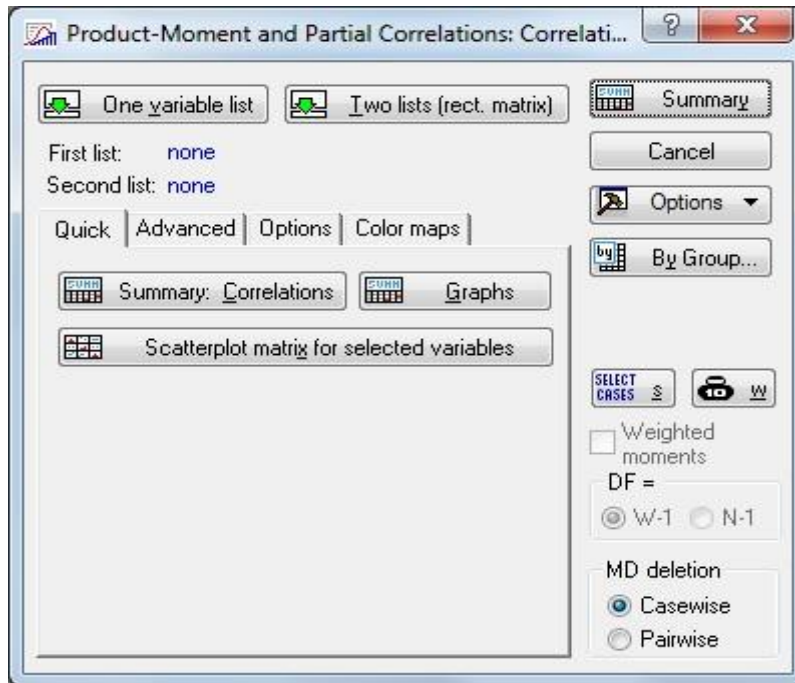 Product-Moment and Partial Correlations: Correlati...
One variable list
Two lists (rect. matrix)
Summary
First list: none
Cancel
Second list: none
Options
Quick
Advanced
Options
Color maps
By Group...
Summary: Correlations
Graphs
Scatterplot matrix for selected variables
SELECT CASES S
W
Weighted
moments
DF =
W-1
N-1
MD deletion
Casewise
Pairwise